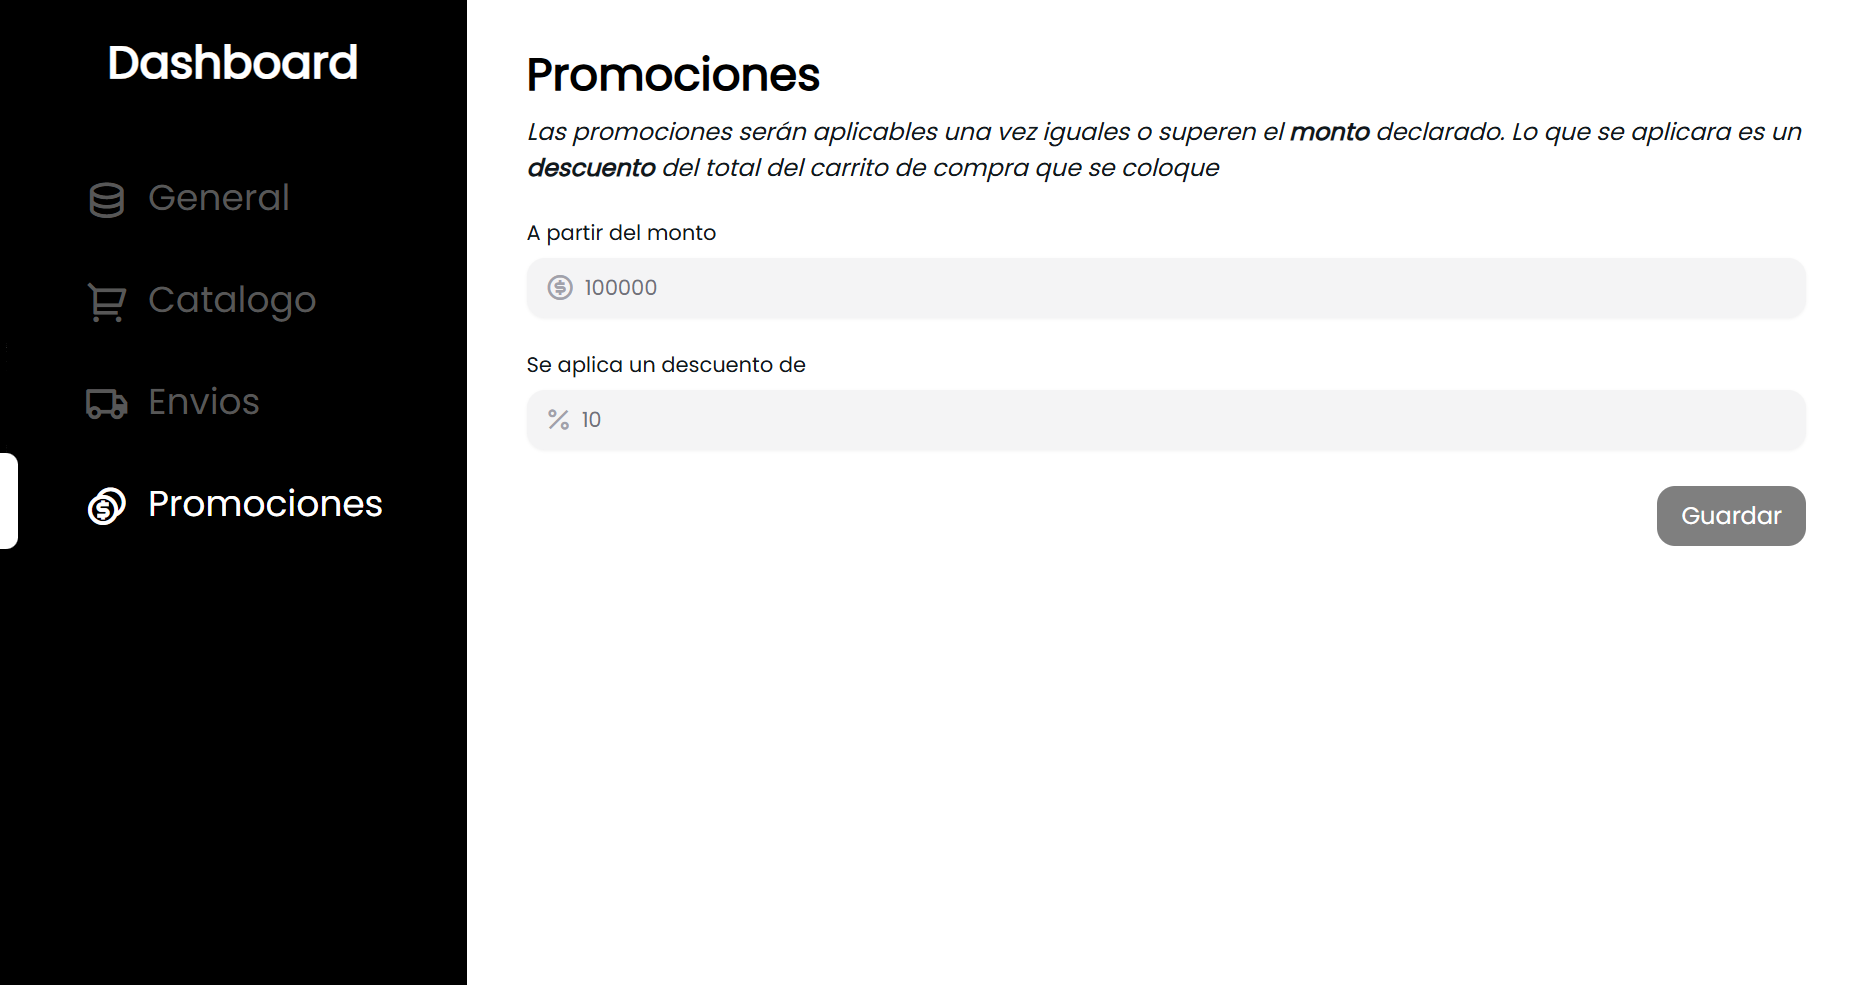 Dashboard
General
Catalogo
Envios
Promociones
Promociones
Las promociones serán aplicables una vez iguales o superen el monto declarado. Lo que se aplicara es un
descuento del total del carrito de compra que se coloque
A partir del monto
100000
Se aplica un descuento de
% 10
Guardar